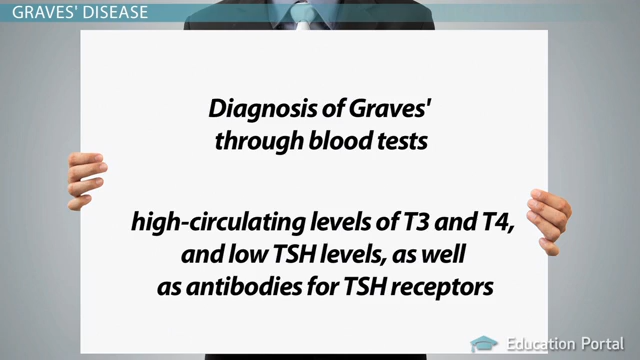 GRAVES' DISEASE
Diagnosis of Graves'
through blood tests
high-circulating levels of T3 and T4,
and low TSH levels, as well
as antibodies for TSH receptors
Education Portal